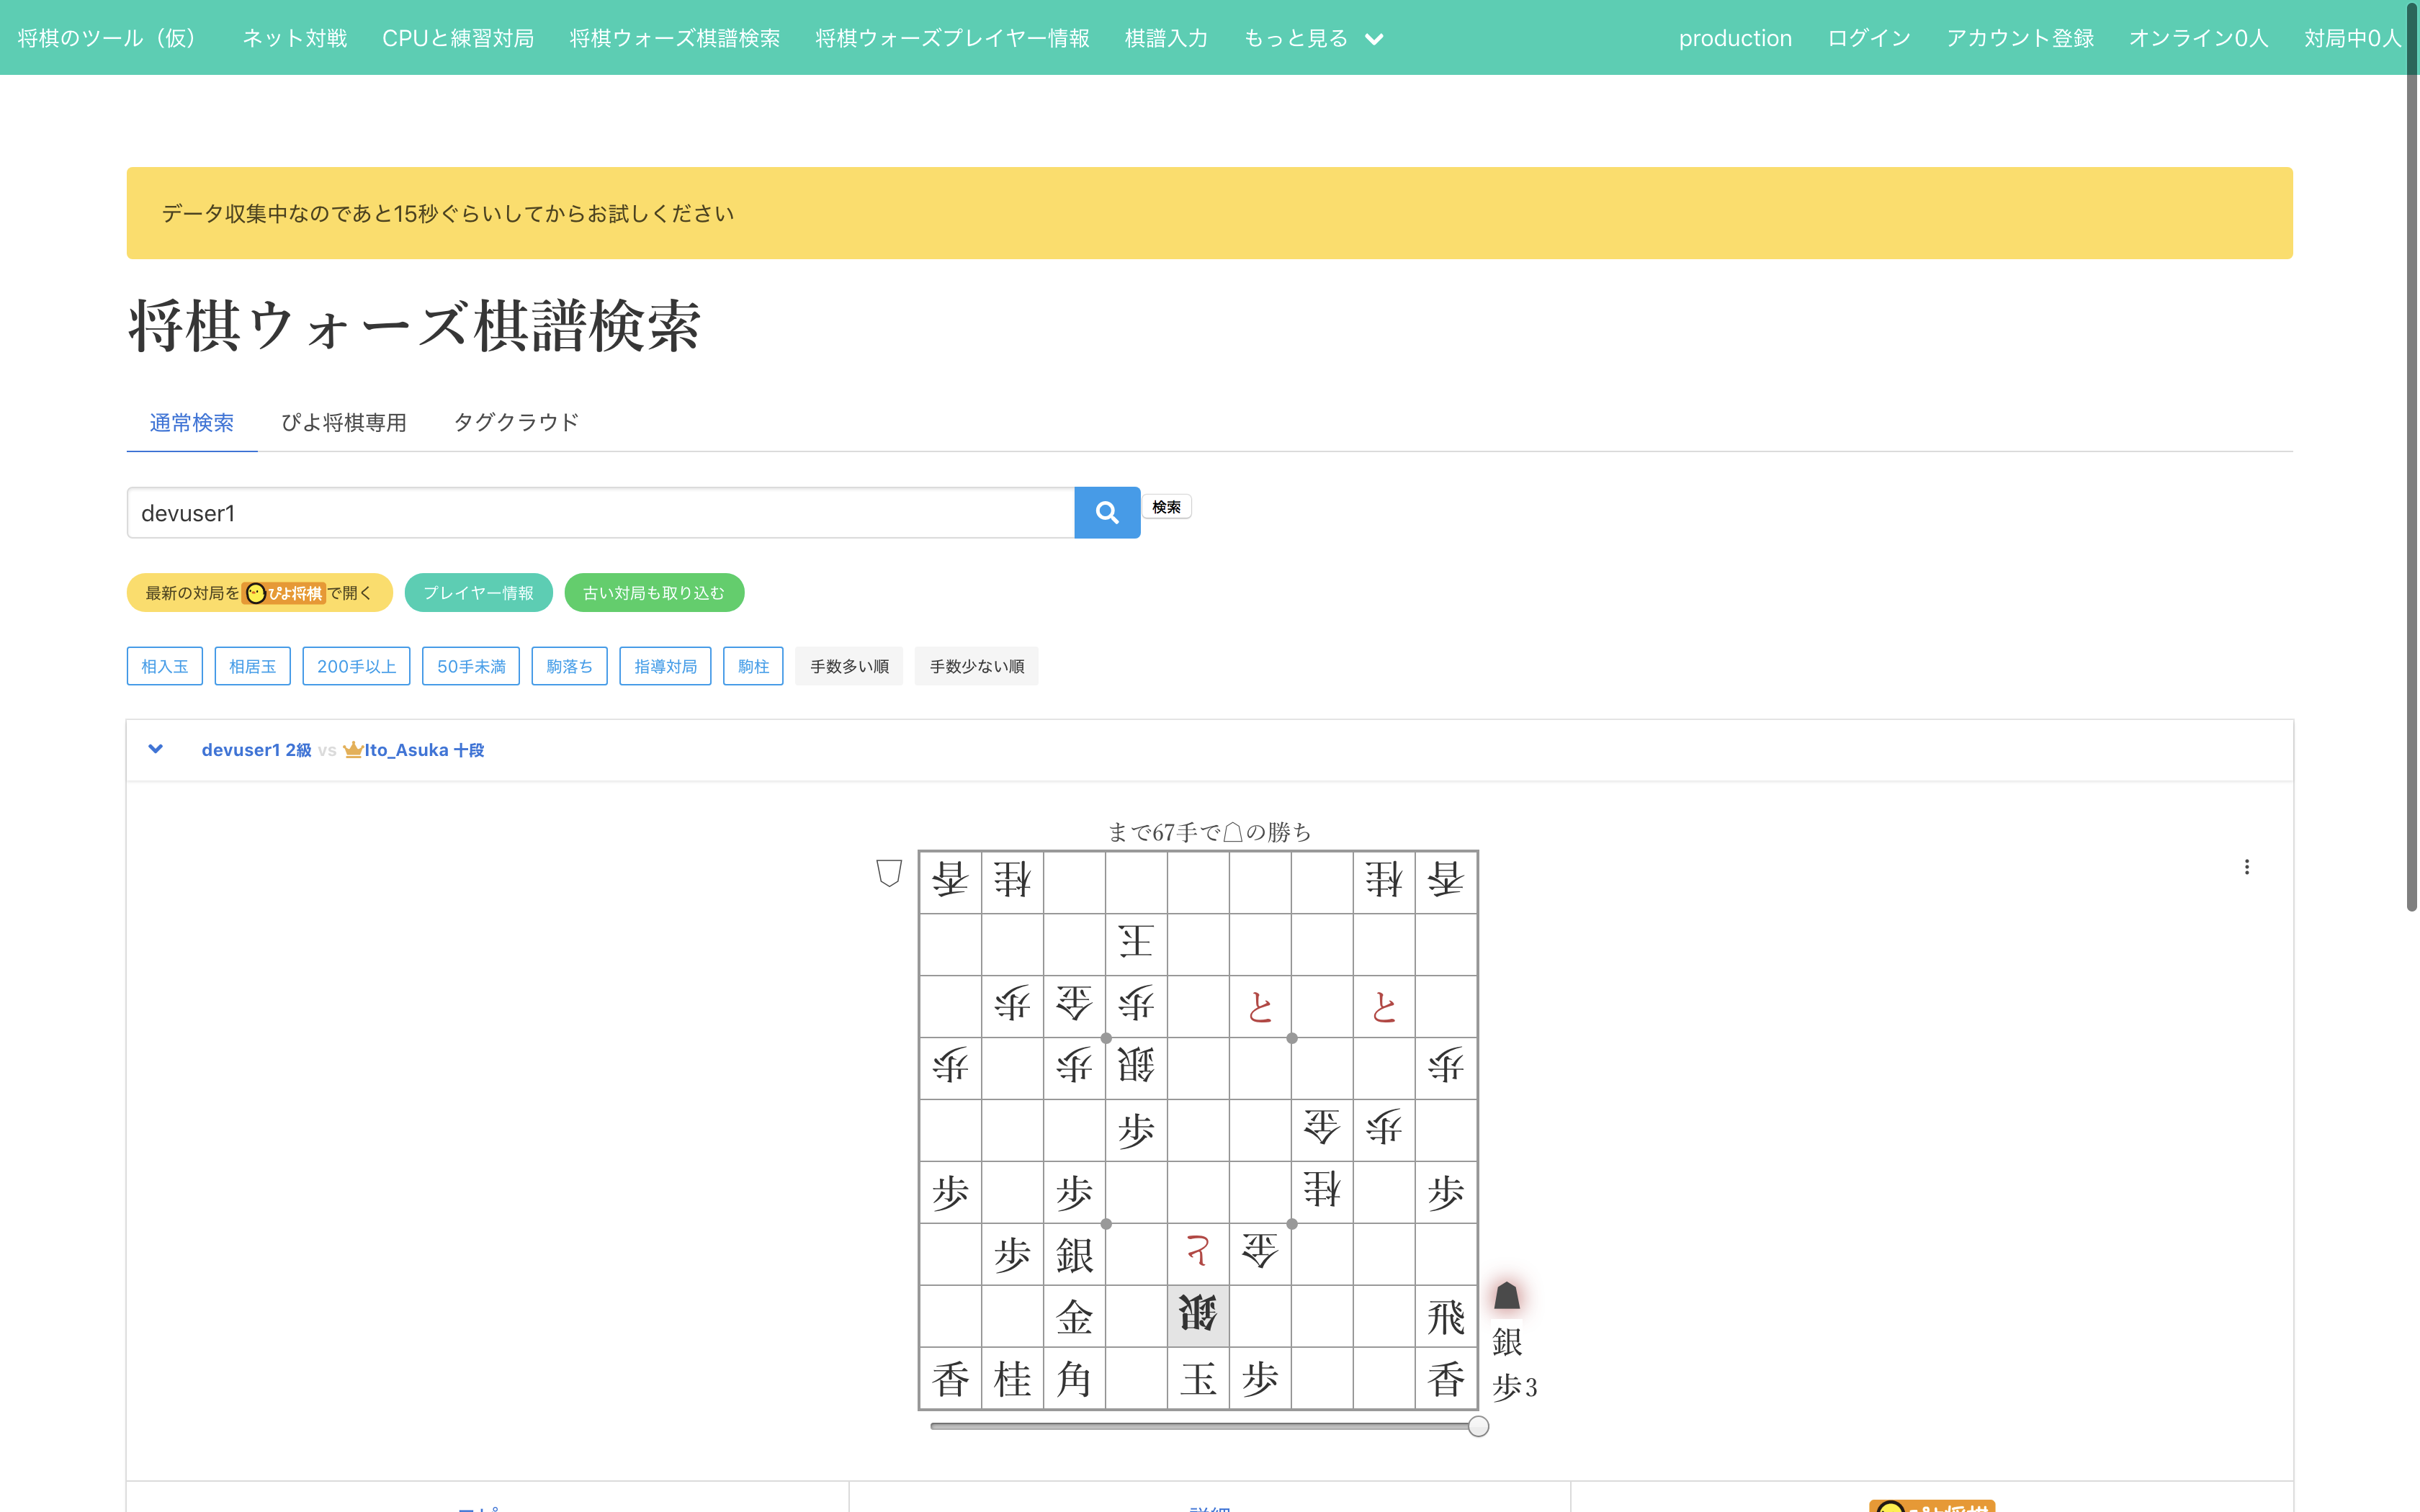 将棋のツール（仮） ネット対戦 CPUと練習対局 将棋ウォーズ棋譜検索 将棋ウォーズプレイヤー情報 棋譜入力 もっと見る production ログイン アカウント登録 オンライン0人 対局中0人
データ収集中なのであと15秒ぐらいしてからお試しください
将棋ウォーズ棋譜検索
通常検索 ぴよ将棋専用 タグクラウド
devuser1 検索
最新の対局をぴよ将棋で開く プレイヤー情報 古い対局も取り込む
相入玉 相居玉 200手以上 50手未満 駒落ち 指導対局 駒柱 手数多い順 手数少ない順
devuser1 2級 vs Ito_Asuka 十段
まで67手で☖の勝ち
香 桂 桂 香
王
歩 金 歩 と と
歩 歩 銀 歩
歩 金 歩
歩 歩 桂 歩
歩 銀 と 金
金 銀 飛
香 桂 角 玉 歩 香
銀
歩3
コピー 詳細 ぴよ将棋